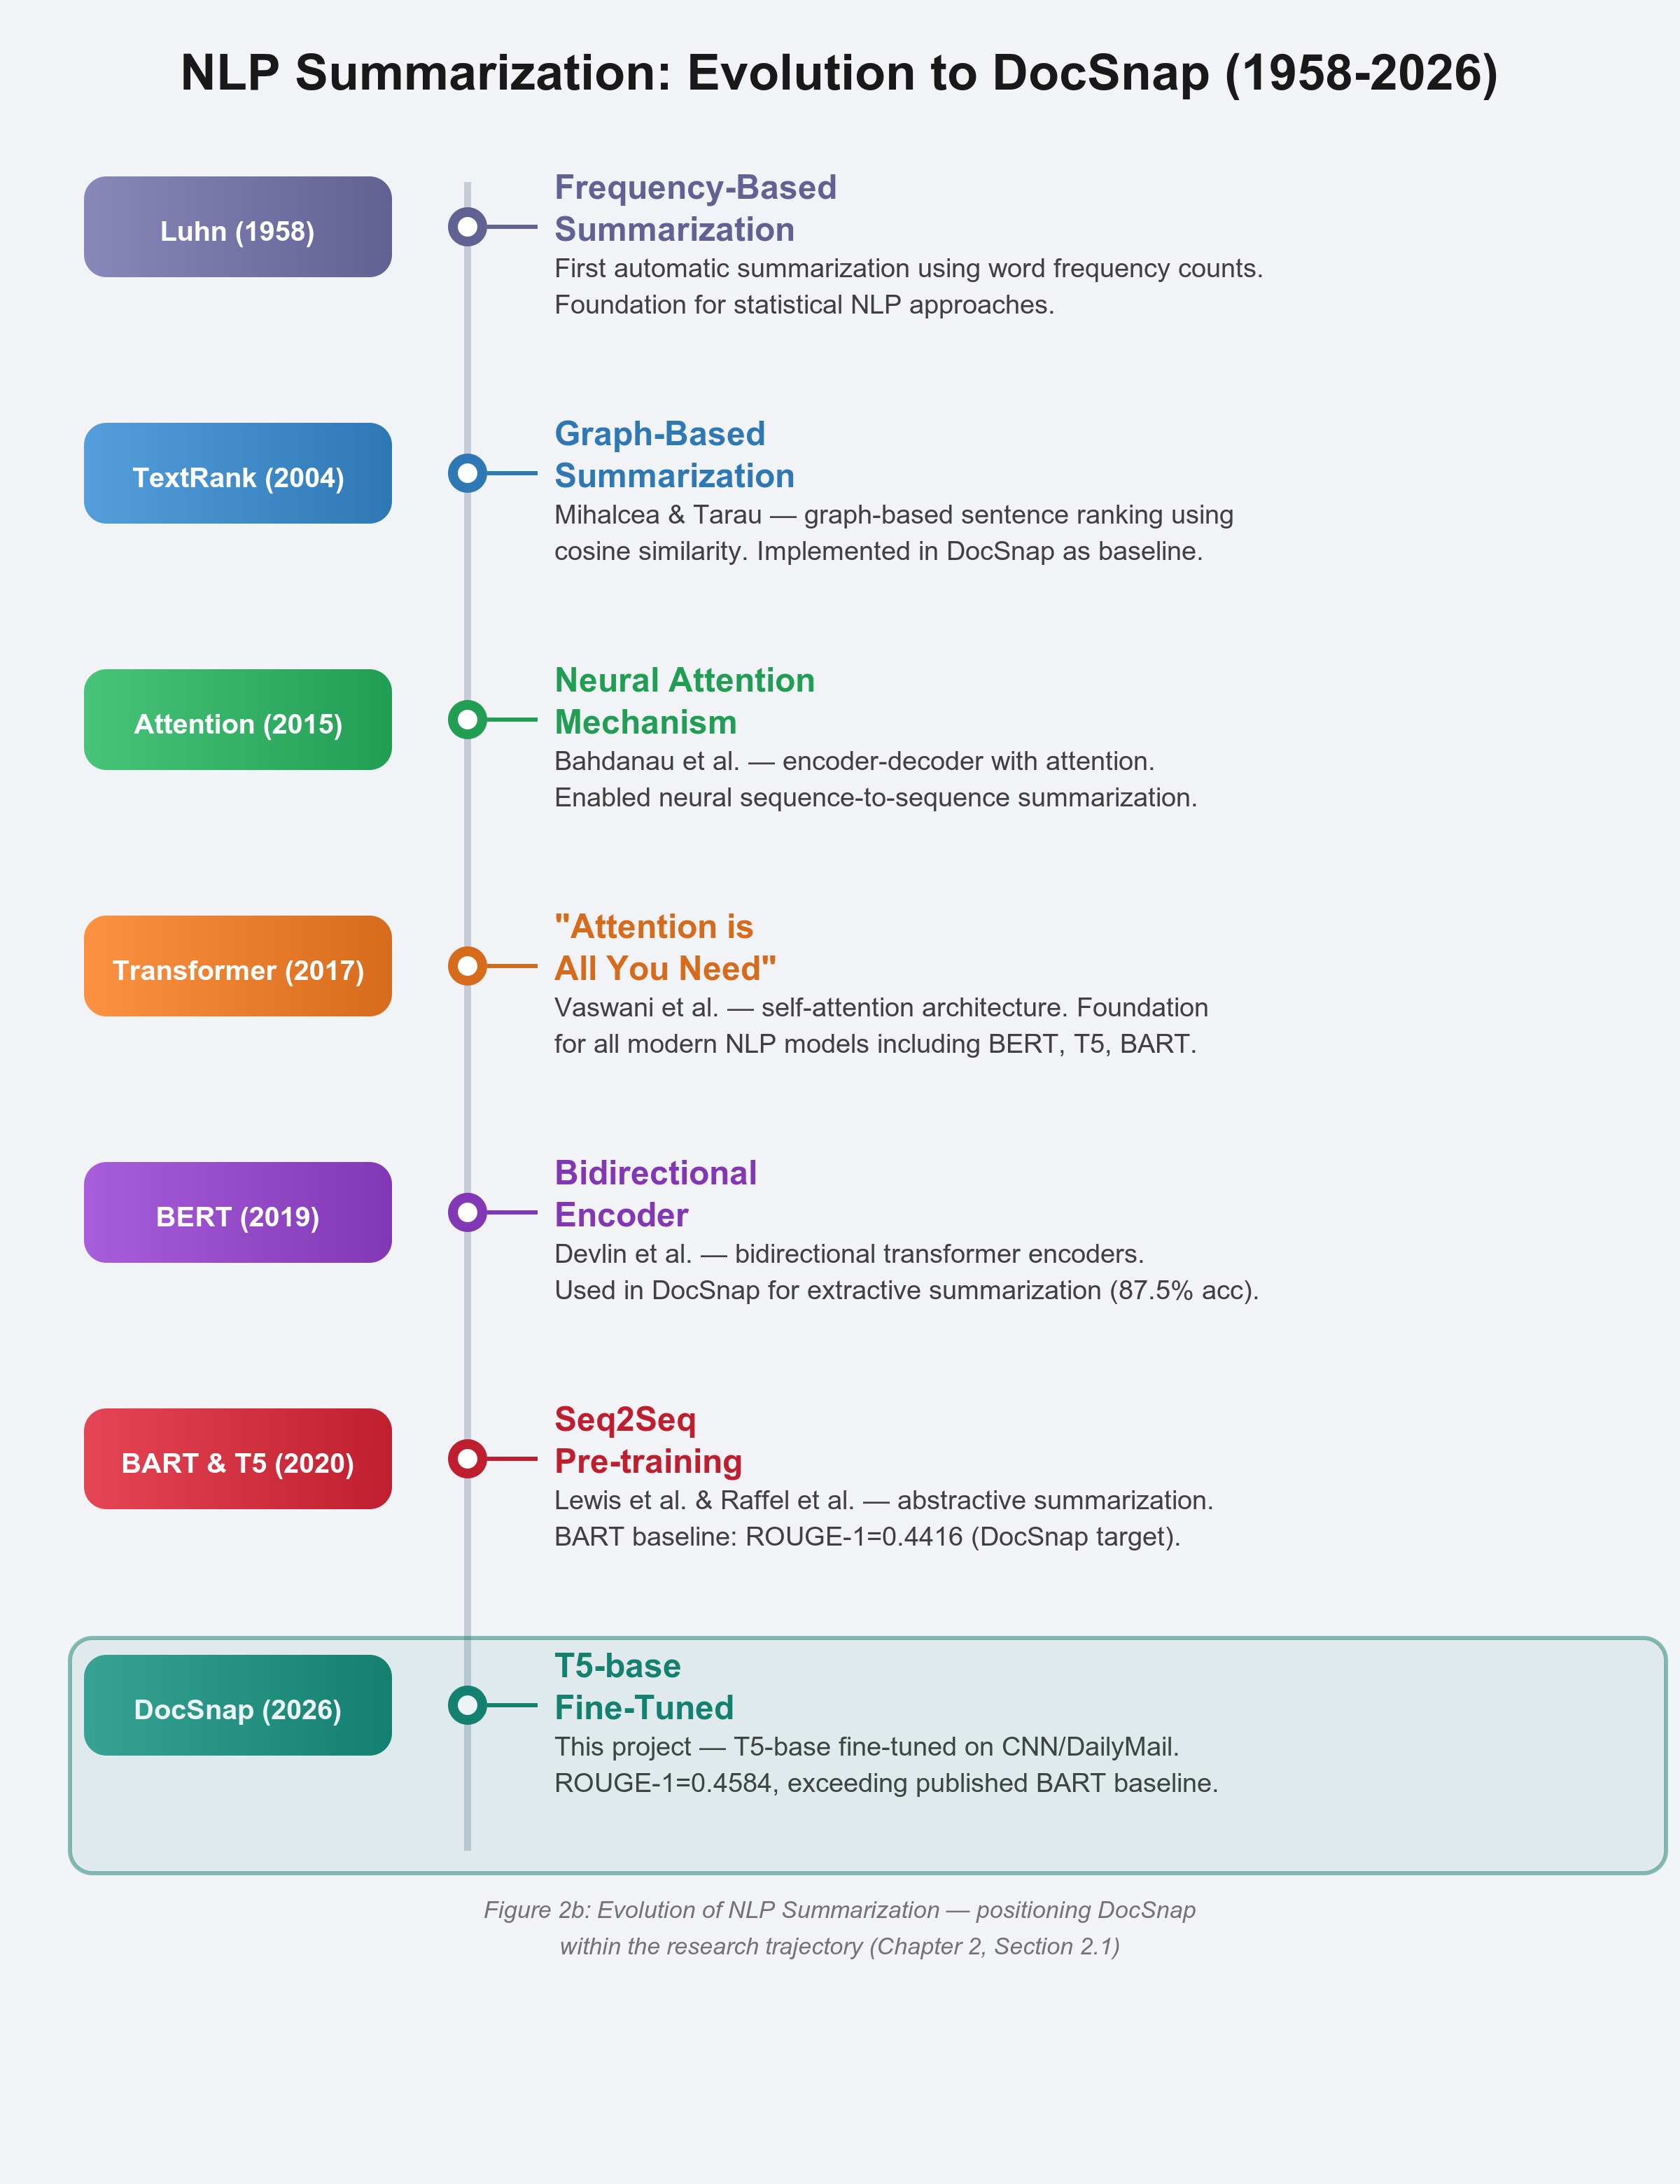 NLP Summarization: Evolution to DocSnap (1958-2026)
Luhn (1958)
Frequency-Based
Summarization
First automatic summarization using word frequency counts.
Foundation for statistical NLP approaches.
TextRank (2004)
Graph-Based
Summarization
Mihalcea & Tarau — graph-based sentence ranking using
cosine similarity. Implemented in DocSnap as baseline.
Attention (2015)
Neural Attention
Mechanism
Bahdanau et al. — encoder-decoder with attention.
Enabled neural sequence-to-sequence summarization.
Transformer (2017)
"Attention is
All You Need"
Vaswani et al. — self-attention architecture. Foundation
for all modern NLP models including BERT, T5, BART.
BERT (2019)
Bidirectional
Encoder
Devlin et al. — bidirectional transformer encoders.
Used in DocSnap for extractive summarization (87.5% acc).
BART & T5 (2020)
Seq2Seq
Pre-training
Lewis et al. & Raffel et al. — abstractive summarization.
BART baseline: ROUGE-1=0.4416 (DocSnap target).
DocSnap (2026)
T5-base
Fine-Tuned
This project — T5-base fine-tuned on CNN/DailyMail.
ROUGE-1=0.4584, exceeding published BART baseline.
Figure 2b: Evolution of NLP Summarization — positioning DocSnap
within the research trajectory (Chapter 2, Section 2.1)